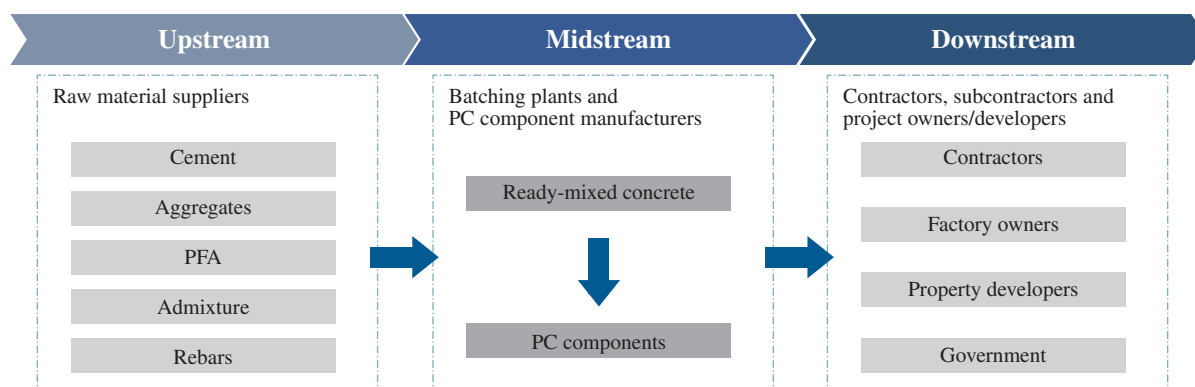 Upstream
Midstream
Downstream
Raw material suppliers
Cement
Aggregates
PFA
Admixture
Rebars
Batching plants and
PC component manufacturers
Ready-mixed concrete
PC components
Contractors, subcontractors and
project owners/developers
Contractors
Factory owners
Property developers
Government